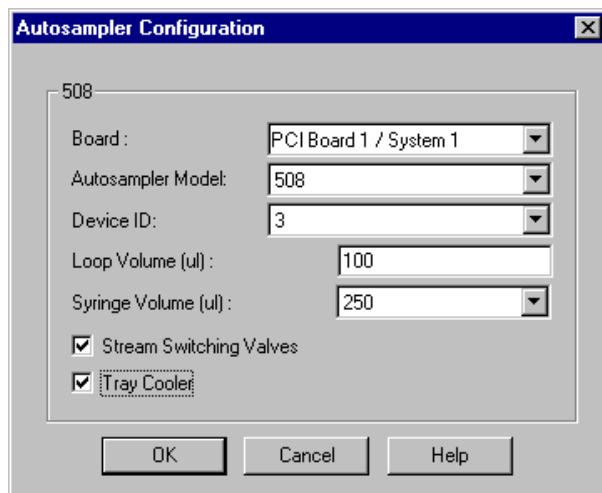 Autosampler Configuration
508
Board : PCI Board 1 / System 1
Autosampler Model: 508
Device ID: 3
Loop Volume (ul) : 100
Syringe Volume (ul) : 250
Stream Switching Valves
Tray Cooler
OK Cancel Help